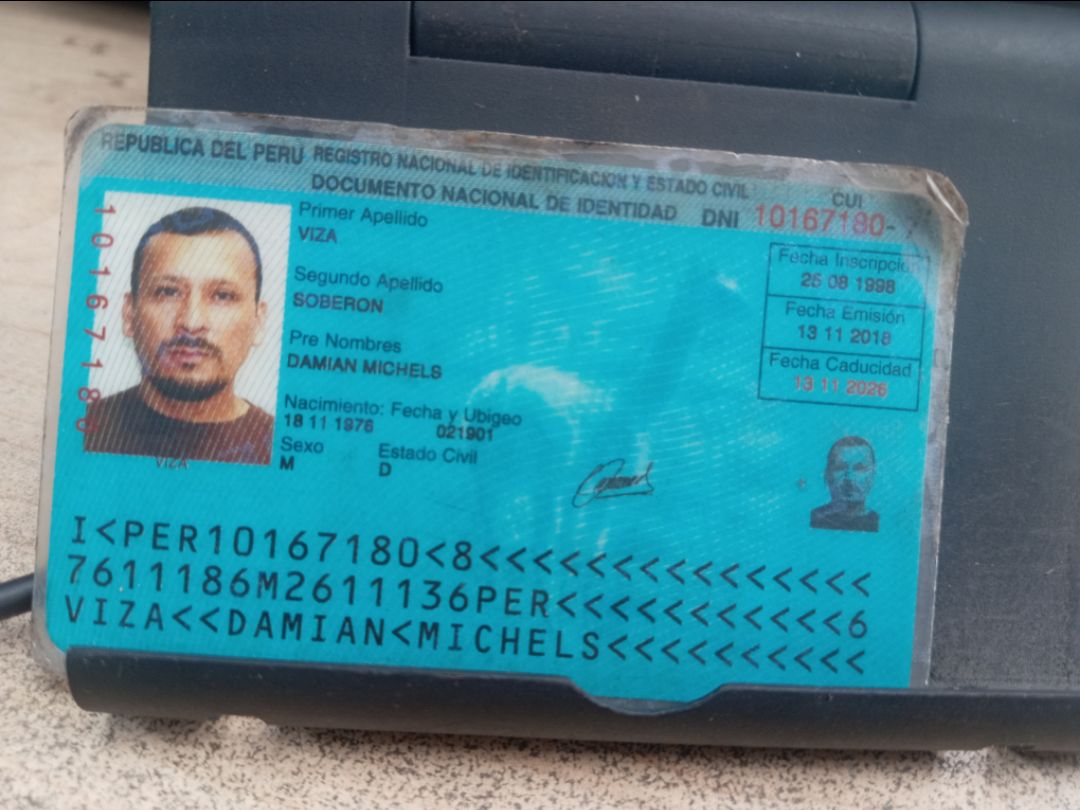 REPUBLICA DEL PERU REGISTRO NACIONAL DE IDENTIFICACION Y ESTADO CIVIL
DOCUMENTO NACIONAL DE IDENTIDAD DNI
CUI
10167180-
10167180
Primer Apellido
VIZA
Segundo Apellido
SOBERON
Pre Nombres
DAMIAN MICHELS
Nacimiento: Fecha y Ubigeo
18 11 1976 021901
Sexo Estado Civil
M D
Fecha Inscripción
25 08 1998
Fecha Emisión
13 11 2018
Fecha Caducidad
13 11 2026
VIZA
I<PER10167180<8<<<<<<<<<<<<<<<
7611186M2611136PER<<<<<<<<<<<6
VIZA<<DAMIAN<MICHELS<<<<<<<<<<